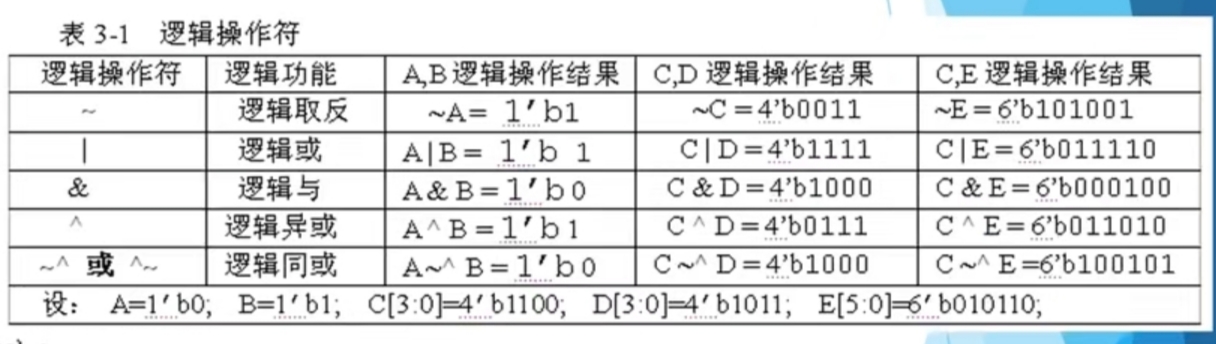 表 3-1 逻辑操作符
逻辑操作符 逻辑功能 A,B逻辑操作结果 C,D 逻辑操作结果 C,E 逻辑操作结果
~ 逻辑取反 ~A= 1′b1 ~C =4’b0011 ~E=6’b101001
| 逻辑或 A|B= 1′b 1 C|D=4’b1111 C|E=6’b011110
& 逻辑与 A&B=1′b0 C&D=4’b1000 C&E=6’b000100
^ 逻辑异或 A^B=1′b1 C^D=4’b0111 C^E=6’b011010
~^ 或 ^~ 逻辑同或 A~^B=1′b0 C~^D=4’b1000 C~^E=6’b100101
设: A=1′b0; B=1′b1; C[3:0]=4′b1100; D[3:0]=4′b1011; E[5:0]=6′b010110;